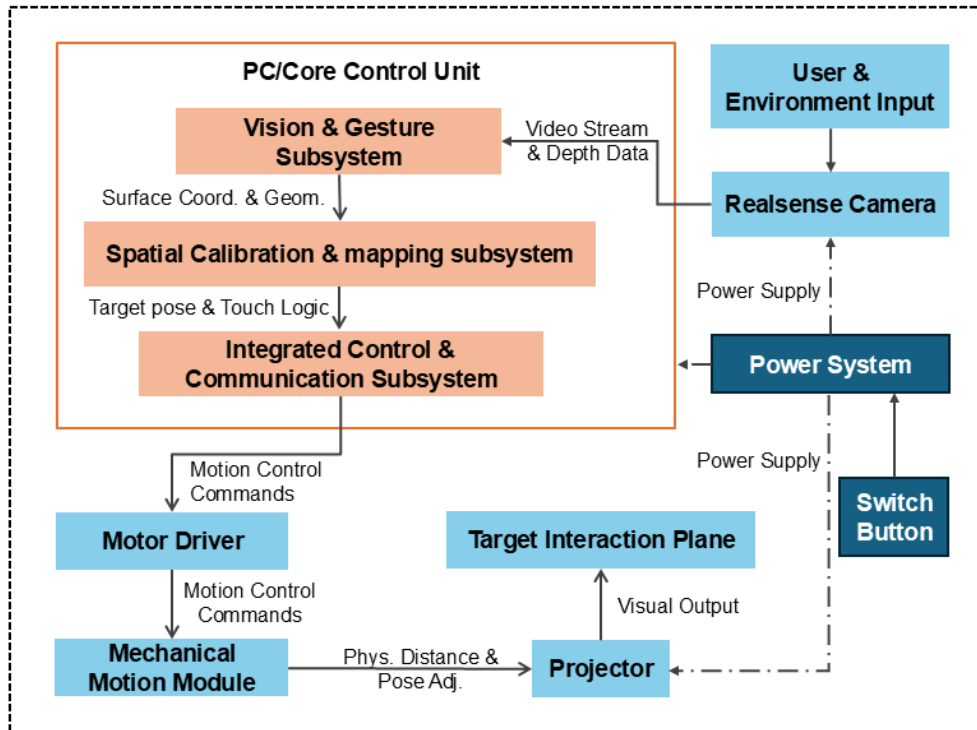 PC/Core Control Unit
User &
Environment Input
Vision & Gesture
Subsystem
Video Stream
& Depth Data
Surface Coord. & Geom.
Realsense Camera
Spatial Calibration & mapping subsystem
Power Supply
Target pose & Touch Logic
Integrated Control &
Communication Subsystem
Power System
Motion Control
Commands
Power Supply
Switch
Button
Motor Driver
Target Interaction Plane
Motion Control
Commands
Visual Output
Mechanical
Motion Module
Phys. Distance &
Pose Adj.
Projector